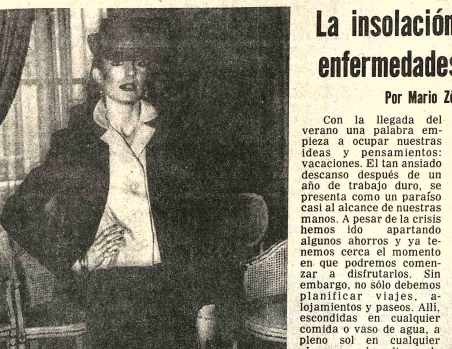 La insolación
enfermedades
Por Mario
Con la llegada del
verano una palabra em-
pieza a ocupar nuestras
ideas y pensamientos:
vacaciones. El tan ansiado
descanso después de un
año de trabajo duro, se
presenta como un paraíso
casi al alcance de nuestras
manos. A pesar de la crisis
hemos ido apartando
algunos ahorros y ya te-
nemos cerca el momento
en que podremos comen-
zar a disfrutarlos. Sin
embargo, no sólo debemos
planificar viajes, a-
lojamientos y paseos. Allí,
escondidas en cualquier
comida o vaso de agua, a
pleno sol en cualquier